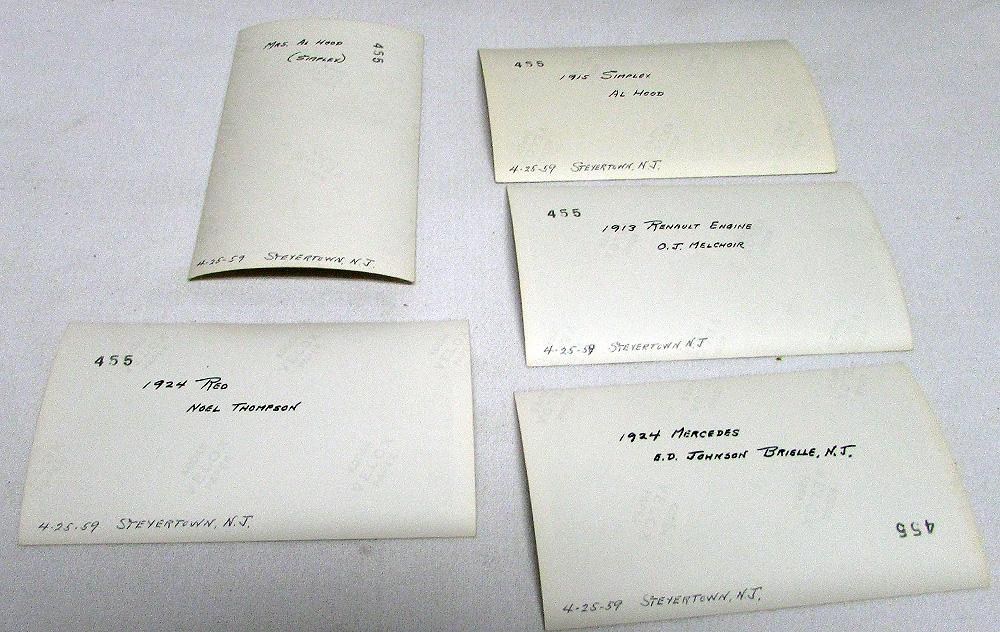 MRS. AL HOOD
(SIMPLEX)
455
4-25-59 STEYERTOWN, N.J.
455
1915 SIMPLEX
AL HOOD
4-25-59 STEYERTOWN, N.J.
455
1913 RENAULT ENGINE
O.J. MELCHOIR
4-25-59 STEYERTOWN N.J
455
1924 REO
NOEL THOMPSON
4-25-59 STEYERTOWN, N.J.
1924 MERCEDES
E.D. JOHNSON BRIELLE, N.J.
455
4-25-59 STEYERTOWN, N.J.